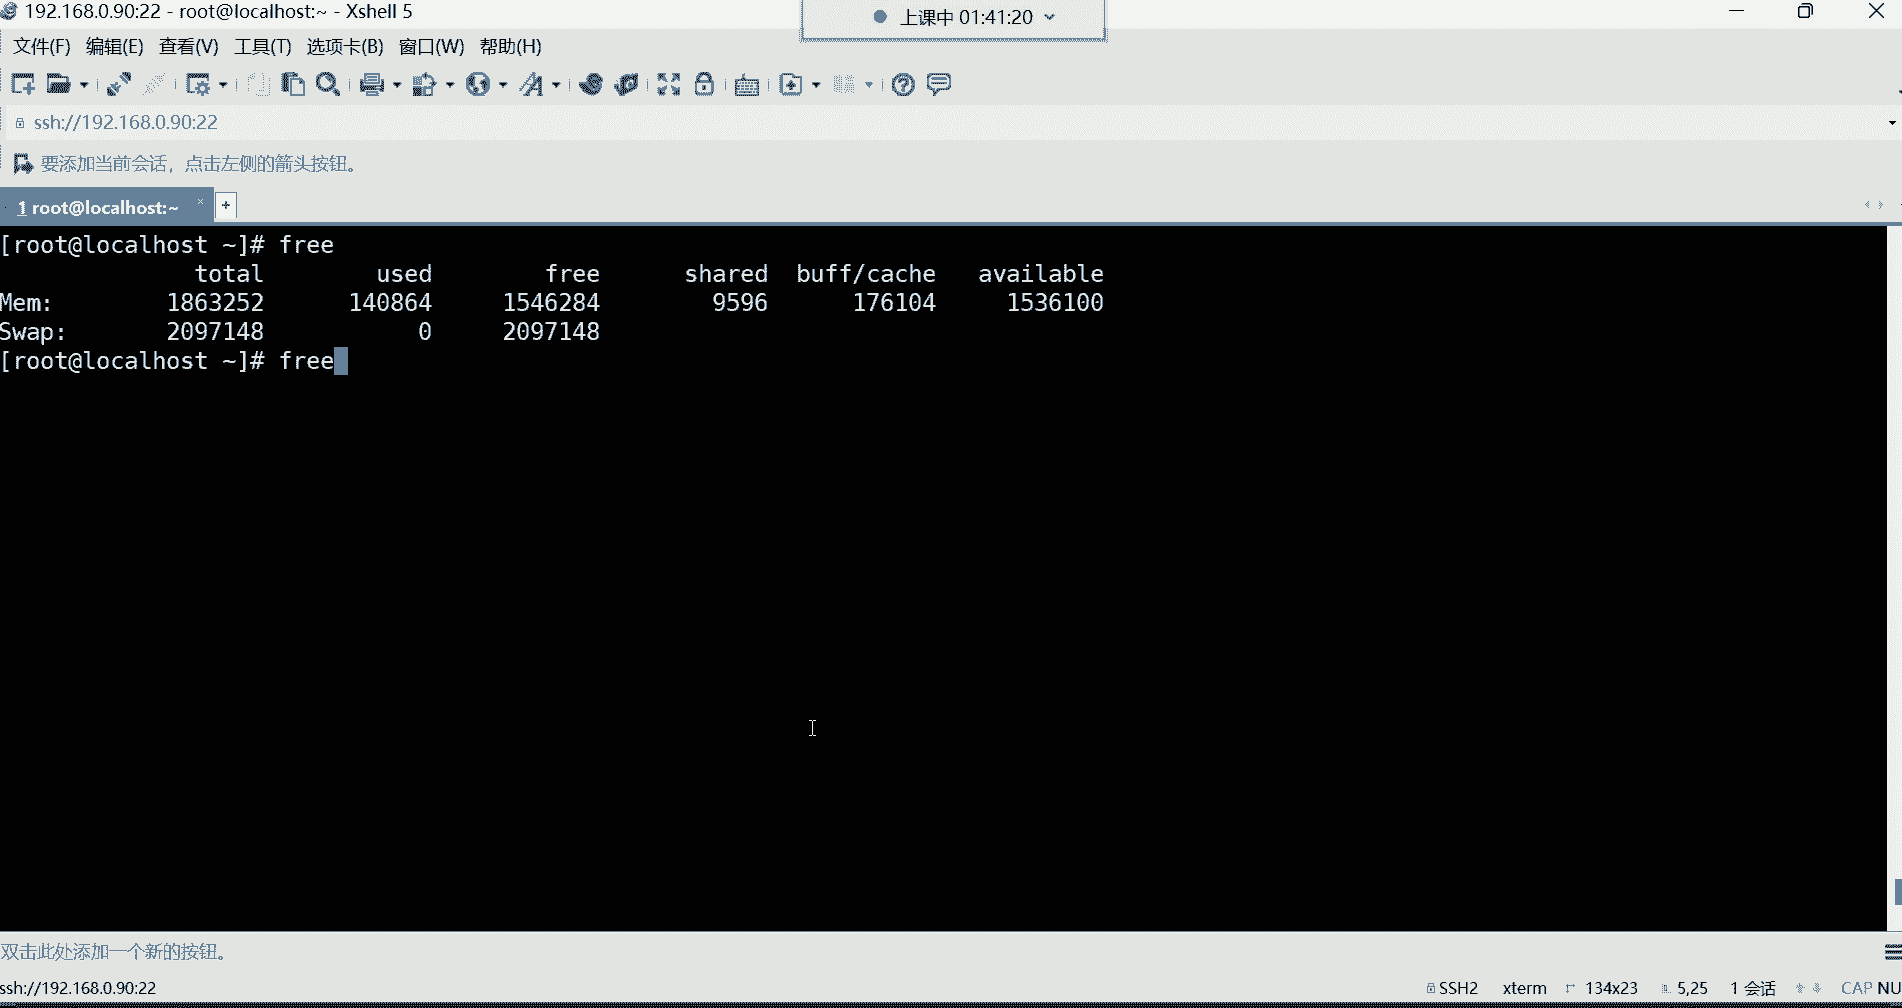 192.168.0.90:22 - root@localhost:~ - Xshell 5
上课中 01:41:20
文件(F) 编辑(E) 查看(V) 工具(T) 选项卡(B) 窗口(W) 帮助(H)
ssh://192.168.0.90:22
要添加当前会话，点击左侧的箭头按钮。
1 root@localhost:~ × +
[root@localhost ~]# free
total used free shared buff/cache available
Mem: 1863252 140864 1546284 9596 176104 1536100
Swap: 2097148 0 2097148
[root@localhost ~]# free
双击此处添加一个新的按钮。
ssh://192.168.0.90:22 SSH2 xterm 134x23 5,25 1 会话 CAP NU